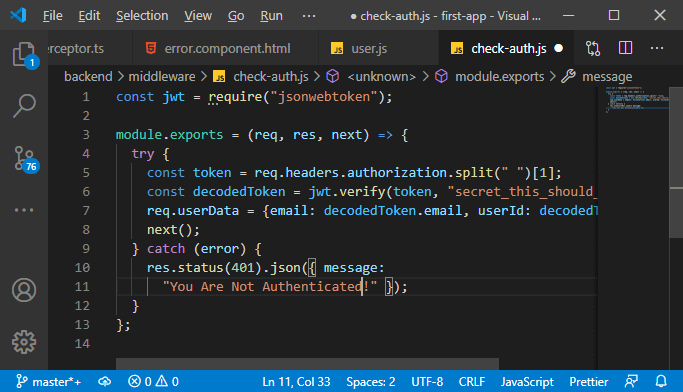 File Edit Selection View Go Run ··· ● check-auth.js - first-app - Visual ...
erceptor.ts error.component.html user.js check-auth.js ●
backend > middleware > check-auth.js > <unknown> > module.exports > message
1 const jwt = require("jsonwebtoken");
2
3 module.exports = (req, res, next) => {
4 try {
5 const token = req.headers.authorization.split(" ")[1];
6 const decodedToken = jwt.verify(token, "secret_this_should_
7 req.userData = {email: decodedToken.email, userId: decodedT
8 next();
9 } catch (error) {
10 res.status(401).json({ message:
11 "You Are Not Authenticated!" });
12 }
13 };
14
1
76
master*+ 0 0 Ln 11, Col 33 Spaces: 2 UTF-8 CRLF JavaScript Prettier